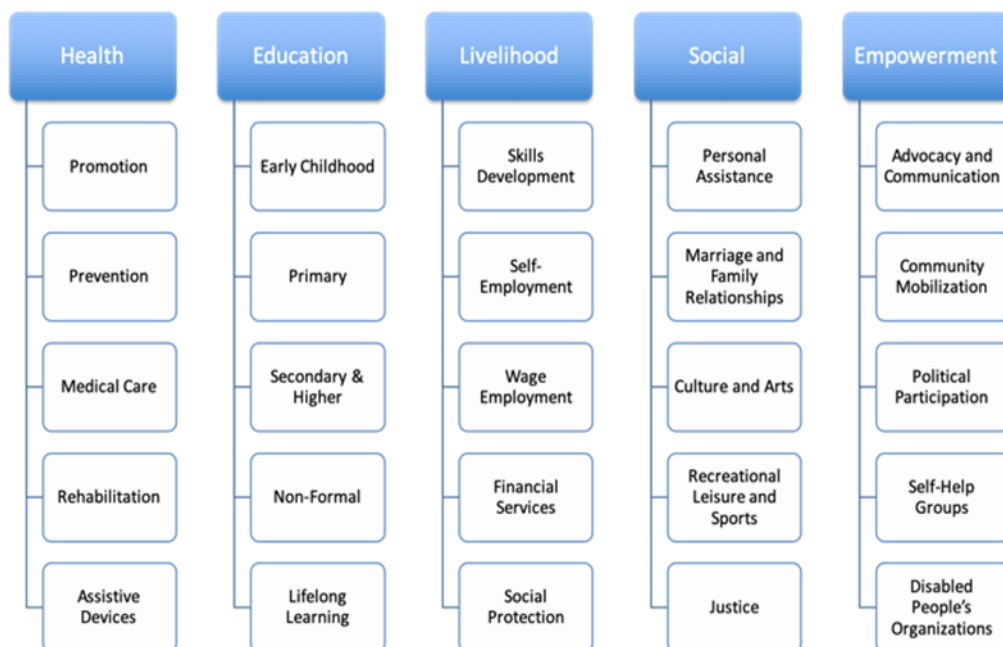 Health
Promotion
Prevention
Medical Care
Rehabilitation
Assistive
Devices
Education
Early Childhood
Primary
Secondary &
Higher
Non-Formal
Lifelong
Learning
Livelihood
Skills
Development
Self-
Employment
Wage
Employment
Financial
Services
Social
Protection
Social
Personal
Assistance
Marriage and
Family
Relationships
Culture and Arts
Recreational
Leisure and
Sports
Justice
Empowerment
Advocacy and
Communication
Community
Mobilization
Political
Participation
Self-Help
Groups
Disabled
People's
Organizations